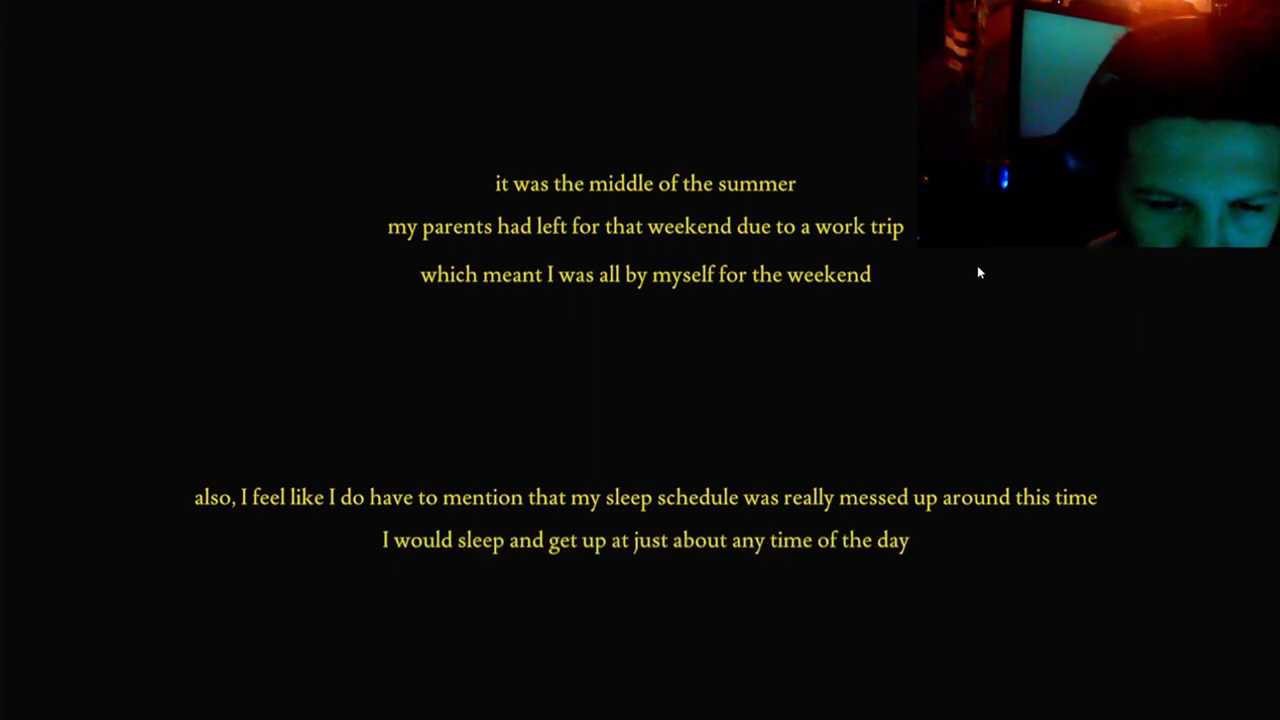 it was the middle of the summer
my parents had left for that weekend due to a work trip
which meant I was all by myself for the weekend
also, I feel like I do have to mention that my sleep schedule was really messed up around this time
I would sleep and get up at just about any time of the day